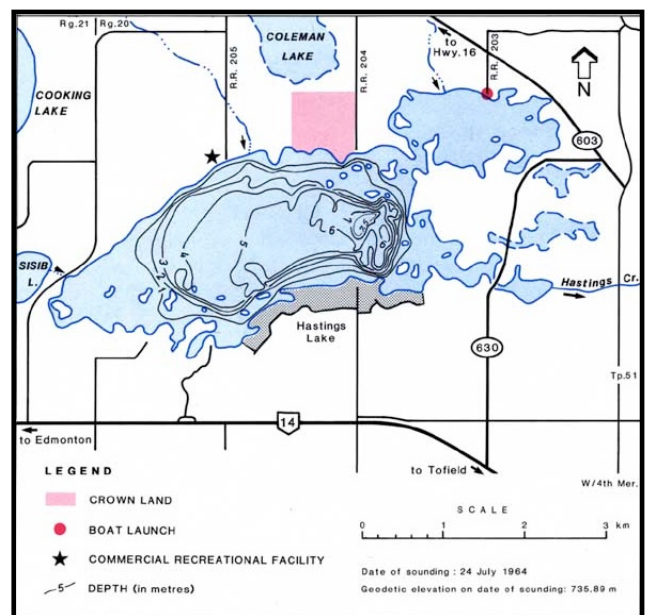 Rg.21 Rg.20
COLEMAN
LAKE
R.R. 205
R.R. 204
R.R. 203
to
Hwy.16
N
COOKING
LAKE
603
SISIB
L.
3
4
5
6
Hastings Cr.
Hastings
Lake
630
Tp.51
14
to Edmonton
to Tofield
W/4th Mer.
LEGEND
CROWN LAND
BOAT LAUNCH
COMMERCIAL RECREATIONAL FACILITY
5 DEPTH (in metres)
SCALE
0 1 2 3 km
Date of sounding : 24 July 1964
Geodetic elevation on date of sounding: 735.89 m